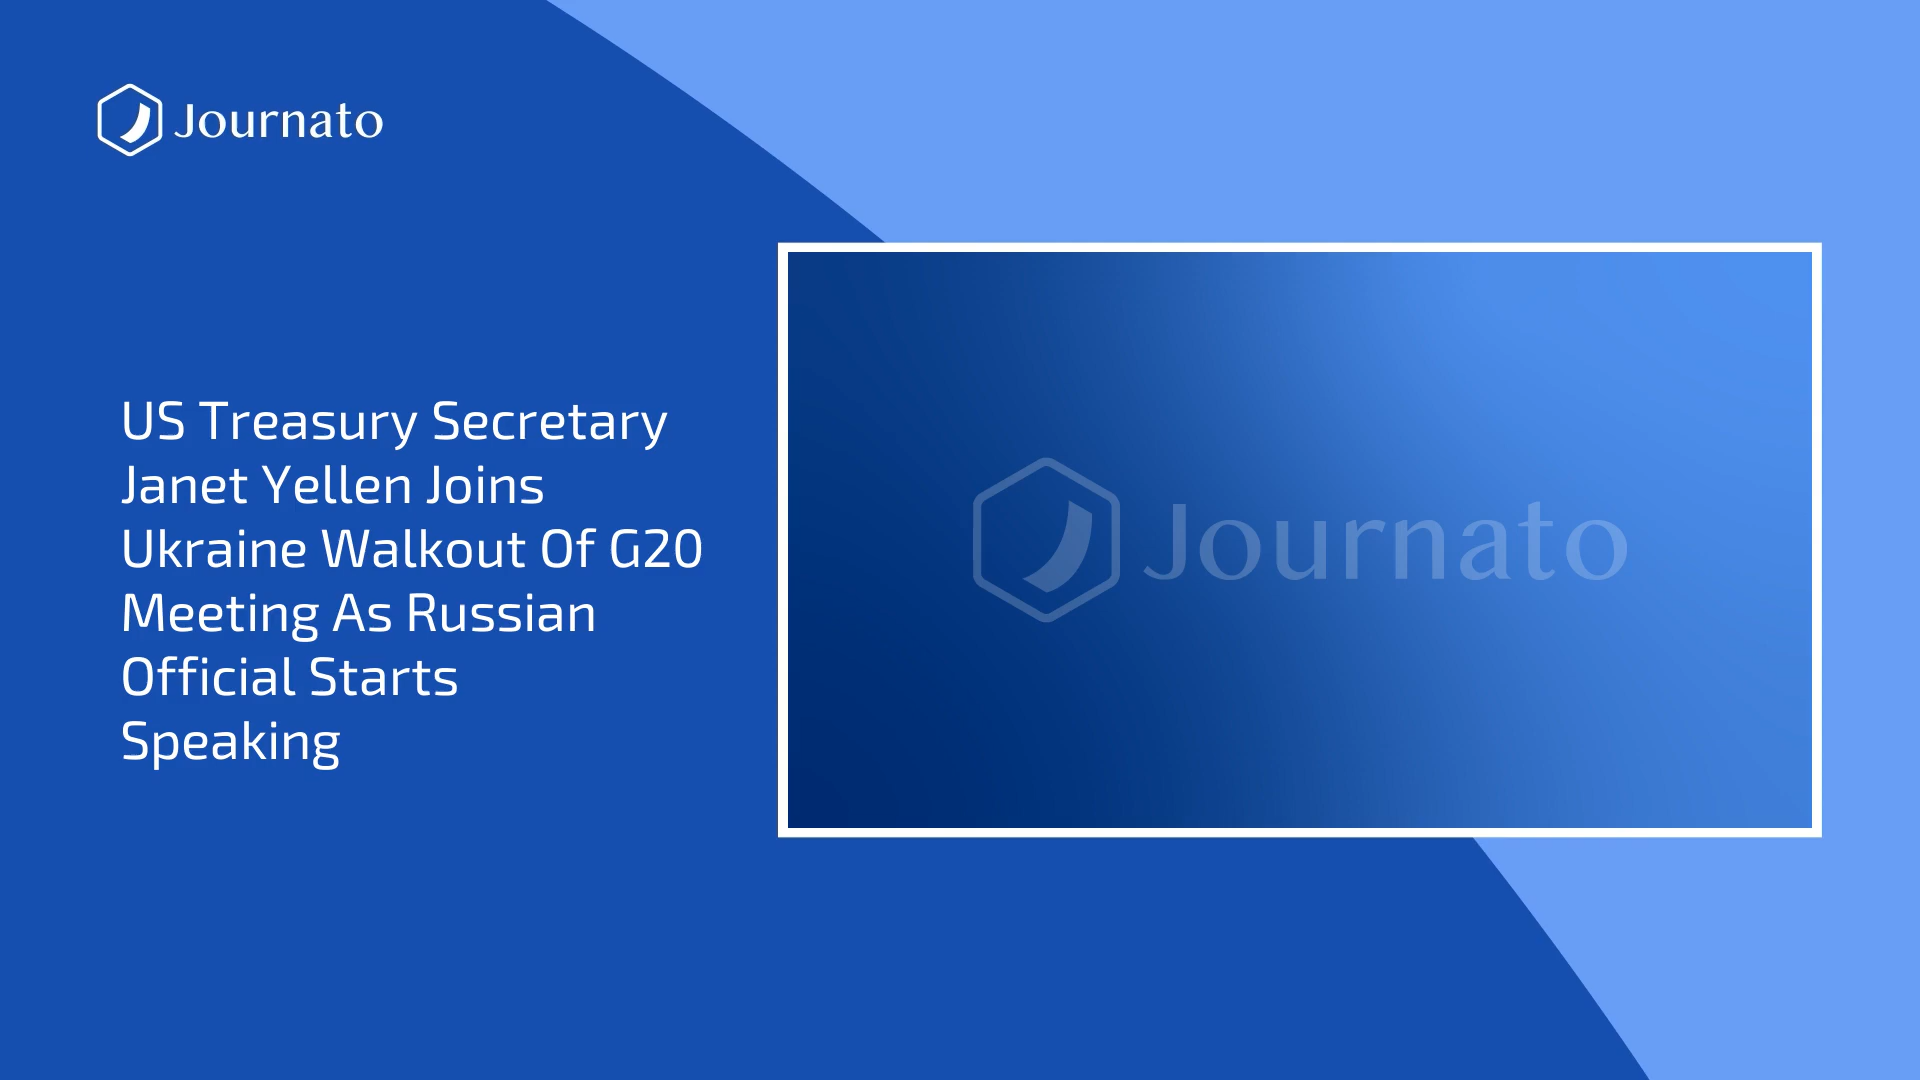 Journato
US Treasury Secretary
Janet Yellen Joins
Ukraine Walkout Of G20
Meeting As Russian
Official Starts
Speaking
Journato